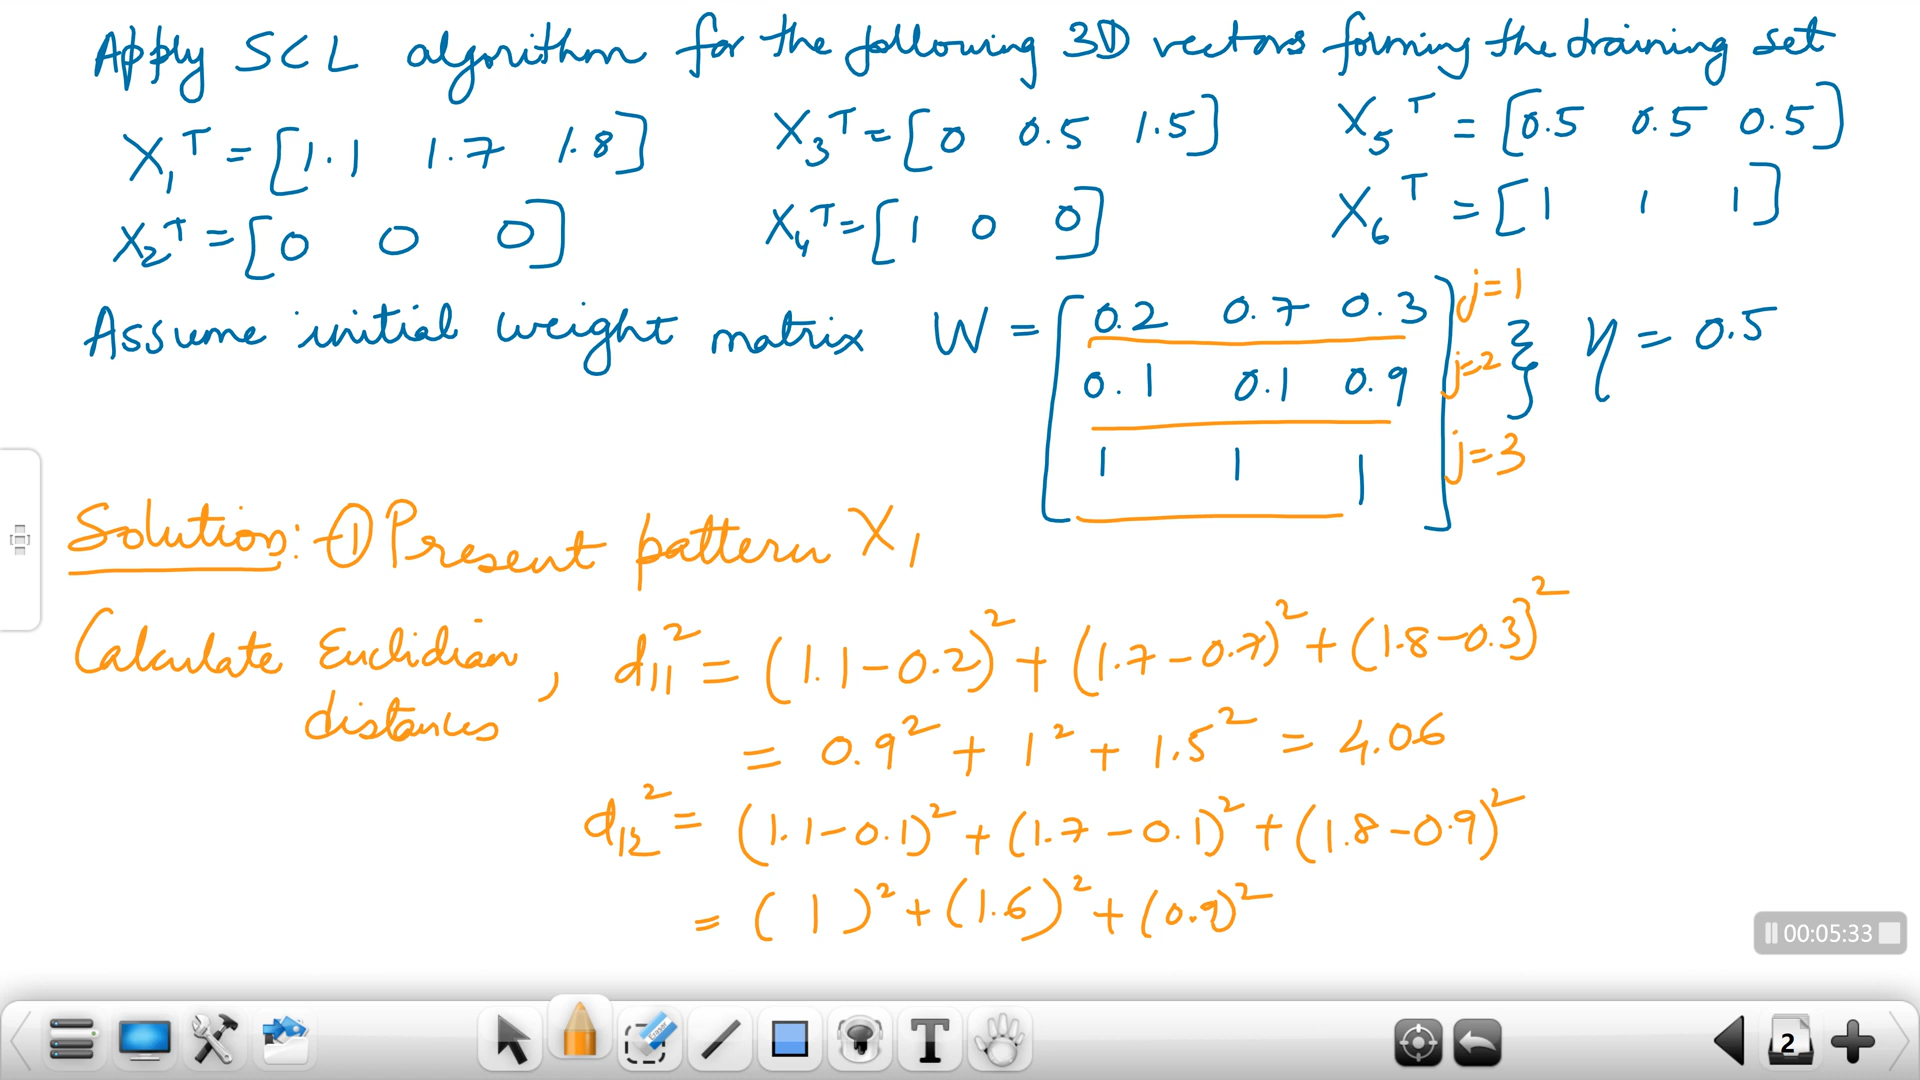 Apply SCL algorithm for the following 3D vectors forming the training set
X₁ᵀ = [1.1 1.7 1.8] X₃ᵀ = [0 0.5 1.5] X₅ᵀ = [0.5 0.5 0.5]
X₂ᵀ = [0 0 0] X₄ᵀ = [1 0 0] X₆ᵀ = [1 1 1]
Assume initial weight matrix W = [0.2 0.7 0.3 j=1 } η = 0.5
0.1 0.1 0.9 j=2
1 1 1] j=3
Solution: - ① Present pattern X₁
Calculate Euclidian distances, d₁₁² = (1.1-0.2)² + (1.7-0.7)² + (1.8-0.3)²
= 0.9² + 1² + 1.5² = 4.06
d₁₂² = (1.1-0.1)² + (1.7-0.1)² + (1.8-0.9)²
= (1)² + (1.6)² + (0.9)²
00:05:33
Eraser
T
2